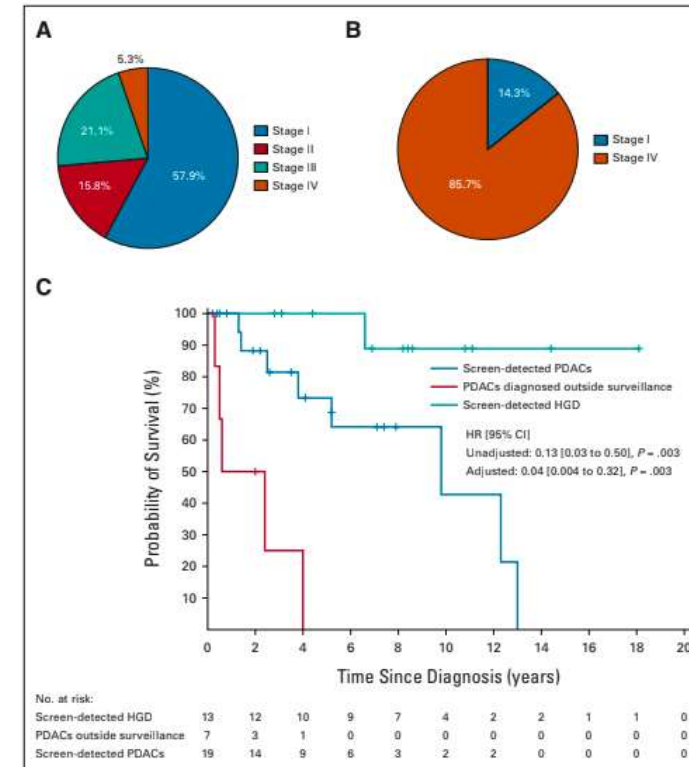 A
5.3%
21.1%
15.8%
57.9%
Stage I
Stage II
Stage III
Stage IV
B
14.3%
85.7%
Stage I
Stage IV
C
Probability of Survival (%)
100
90
80
70
60
50
40
30
20
10
Screen-detected PDACs
PDACs diagnosed outside surveillance
Screen-detected HGD
HR [95% CI]
Unadjusted: 0.13 [0.03 to 0.50], P = .003
Adjusted: 0.04 [0.004 to 0.32], P = .003
0 2 4 6 8 10 12 14 16 18 20
Time Since Diagnosis (years)
No. at risk:
Screen-detected HGD 13 12 10 9 7 4 2 2 1 1 0
PDACs outside surveillance 7 3 1 0 0 0 0 0 0 0 0
Screen-detected PDACs 19 14 9 6 3 2 2 0 0 0 0